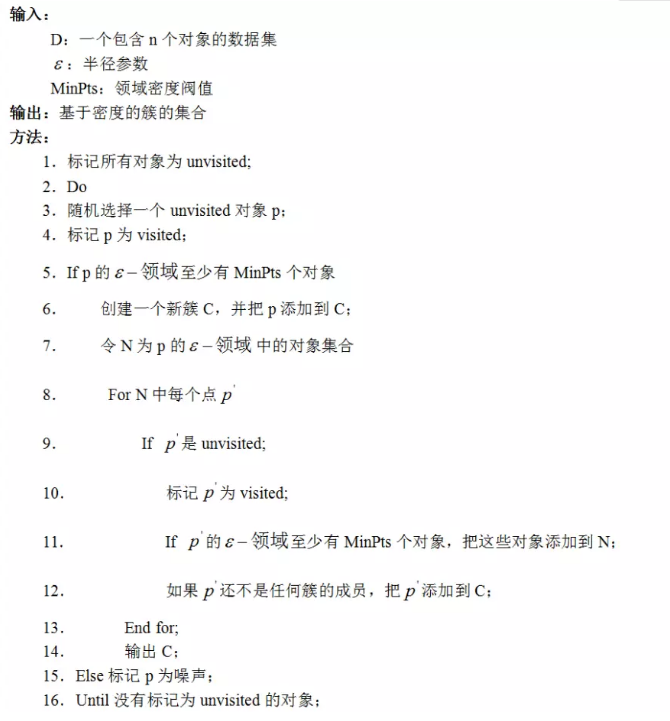 输入：
D：一个包含 n 个对象的数据集
ε：半径参数
MinPts：领域密度阀值
输出：基于密度的簇的集合
方法：
1．标记所有对象为 unvisited;
2．Do
3．随机选择一个 unvisited 对象 p；
4．标记 p 为 visited；
5．If p 的 ε－领域至少有 MinPts 个对象
6． 创建一个新簇 C，并把 p 添加到 C；
7． 令 N 为 p 的 ε－领域 中的对象集合
8． For N 中每个点 p'
9． If p' 是 unvisited;
10． 标记 p' 为 visited;
11． If p' 的 ε－领域至少有 MinPts 个对象，把这些对象添加到 N；
12． 如果 p' 还不是任何簇的成员，把 p' 添加到 C；
13． End for;
14． 输出 C；
15．Else 标记 p 为噪声；
16．Until 没有标记为 unvisited 的对象；